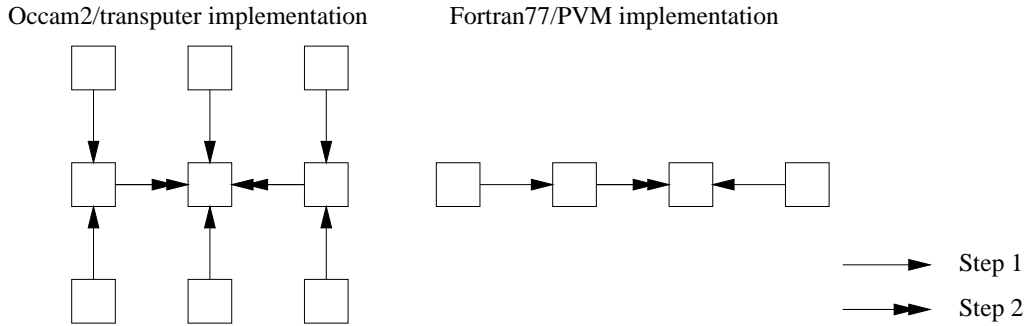 Occam2/transputer implementation
Fortran77/PVM implementation
Step 1
Step 2